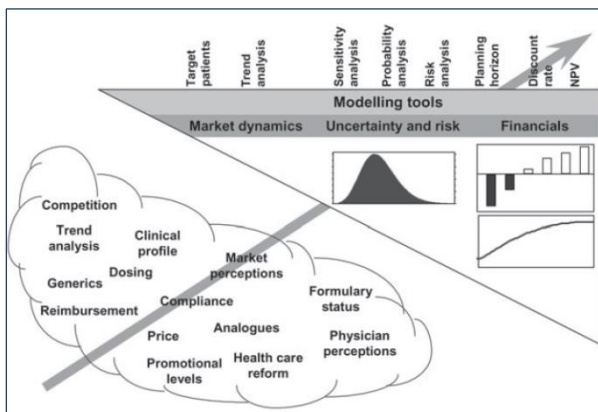 Target
patients
Trend
analysis
Sensitivity
analysis
Probability
analysis
Risk
analysis
Planning
horizon
Discount
rate
NPV
Modelling tools
Market dynamics
Uncertainty and risk
Financials
Competition
Trend
analysis
Clinical
profile
Market
perceptions
Generics
Dosing
Formulary
status
Reimbursement
Compliance
Price
Analogues
Physician
perceptions
Promotional
levels
Health care
reform